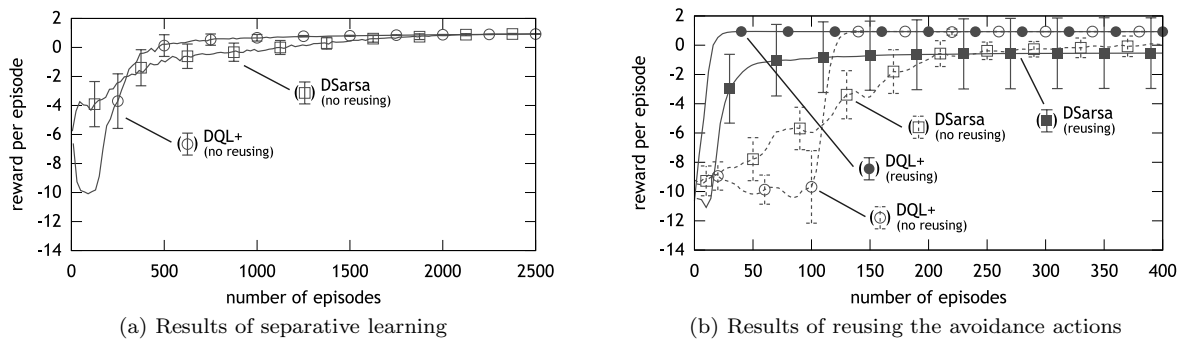 2
0
-2
-4
-6
-8
-10
-12
-14
reward per episode
0
500
1000
1500
2000
2500
number of episodes
DSarsa
(no reusing)
DQL+
(no reusing)
(a) Results of separative learning
2
0
-2
-4
-6
-8
-10
-12
-14
reward per episode
0
50
100
150
200
250
300
350
400
number of episodes
DSarsa
(no reusing)
DSarsa
(reusing)
DQL+
(reusing)
DQL+
(no reusing)
(b) Results of reusing the avoidance actions